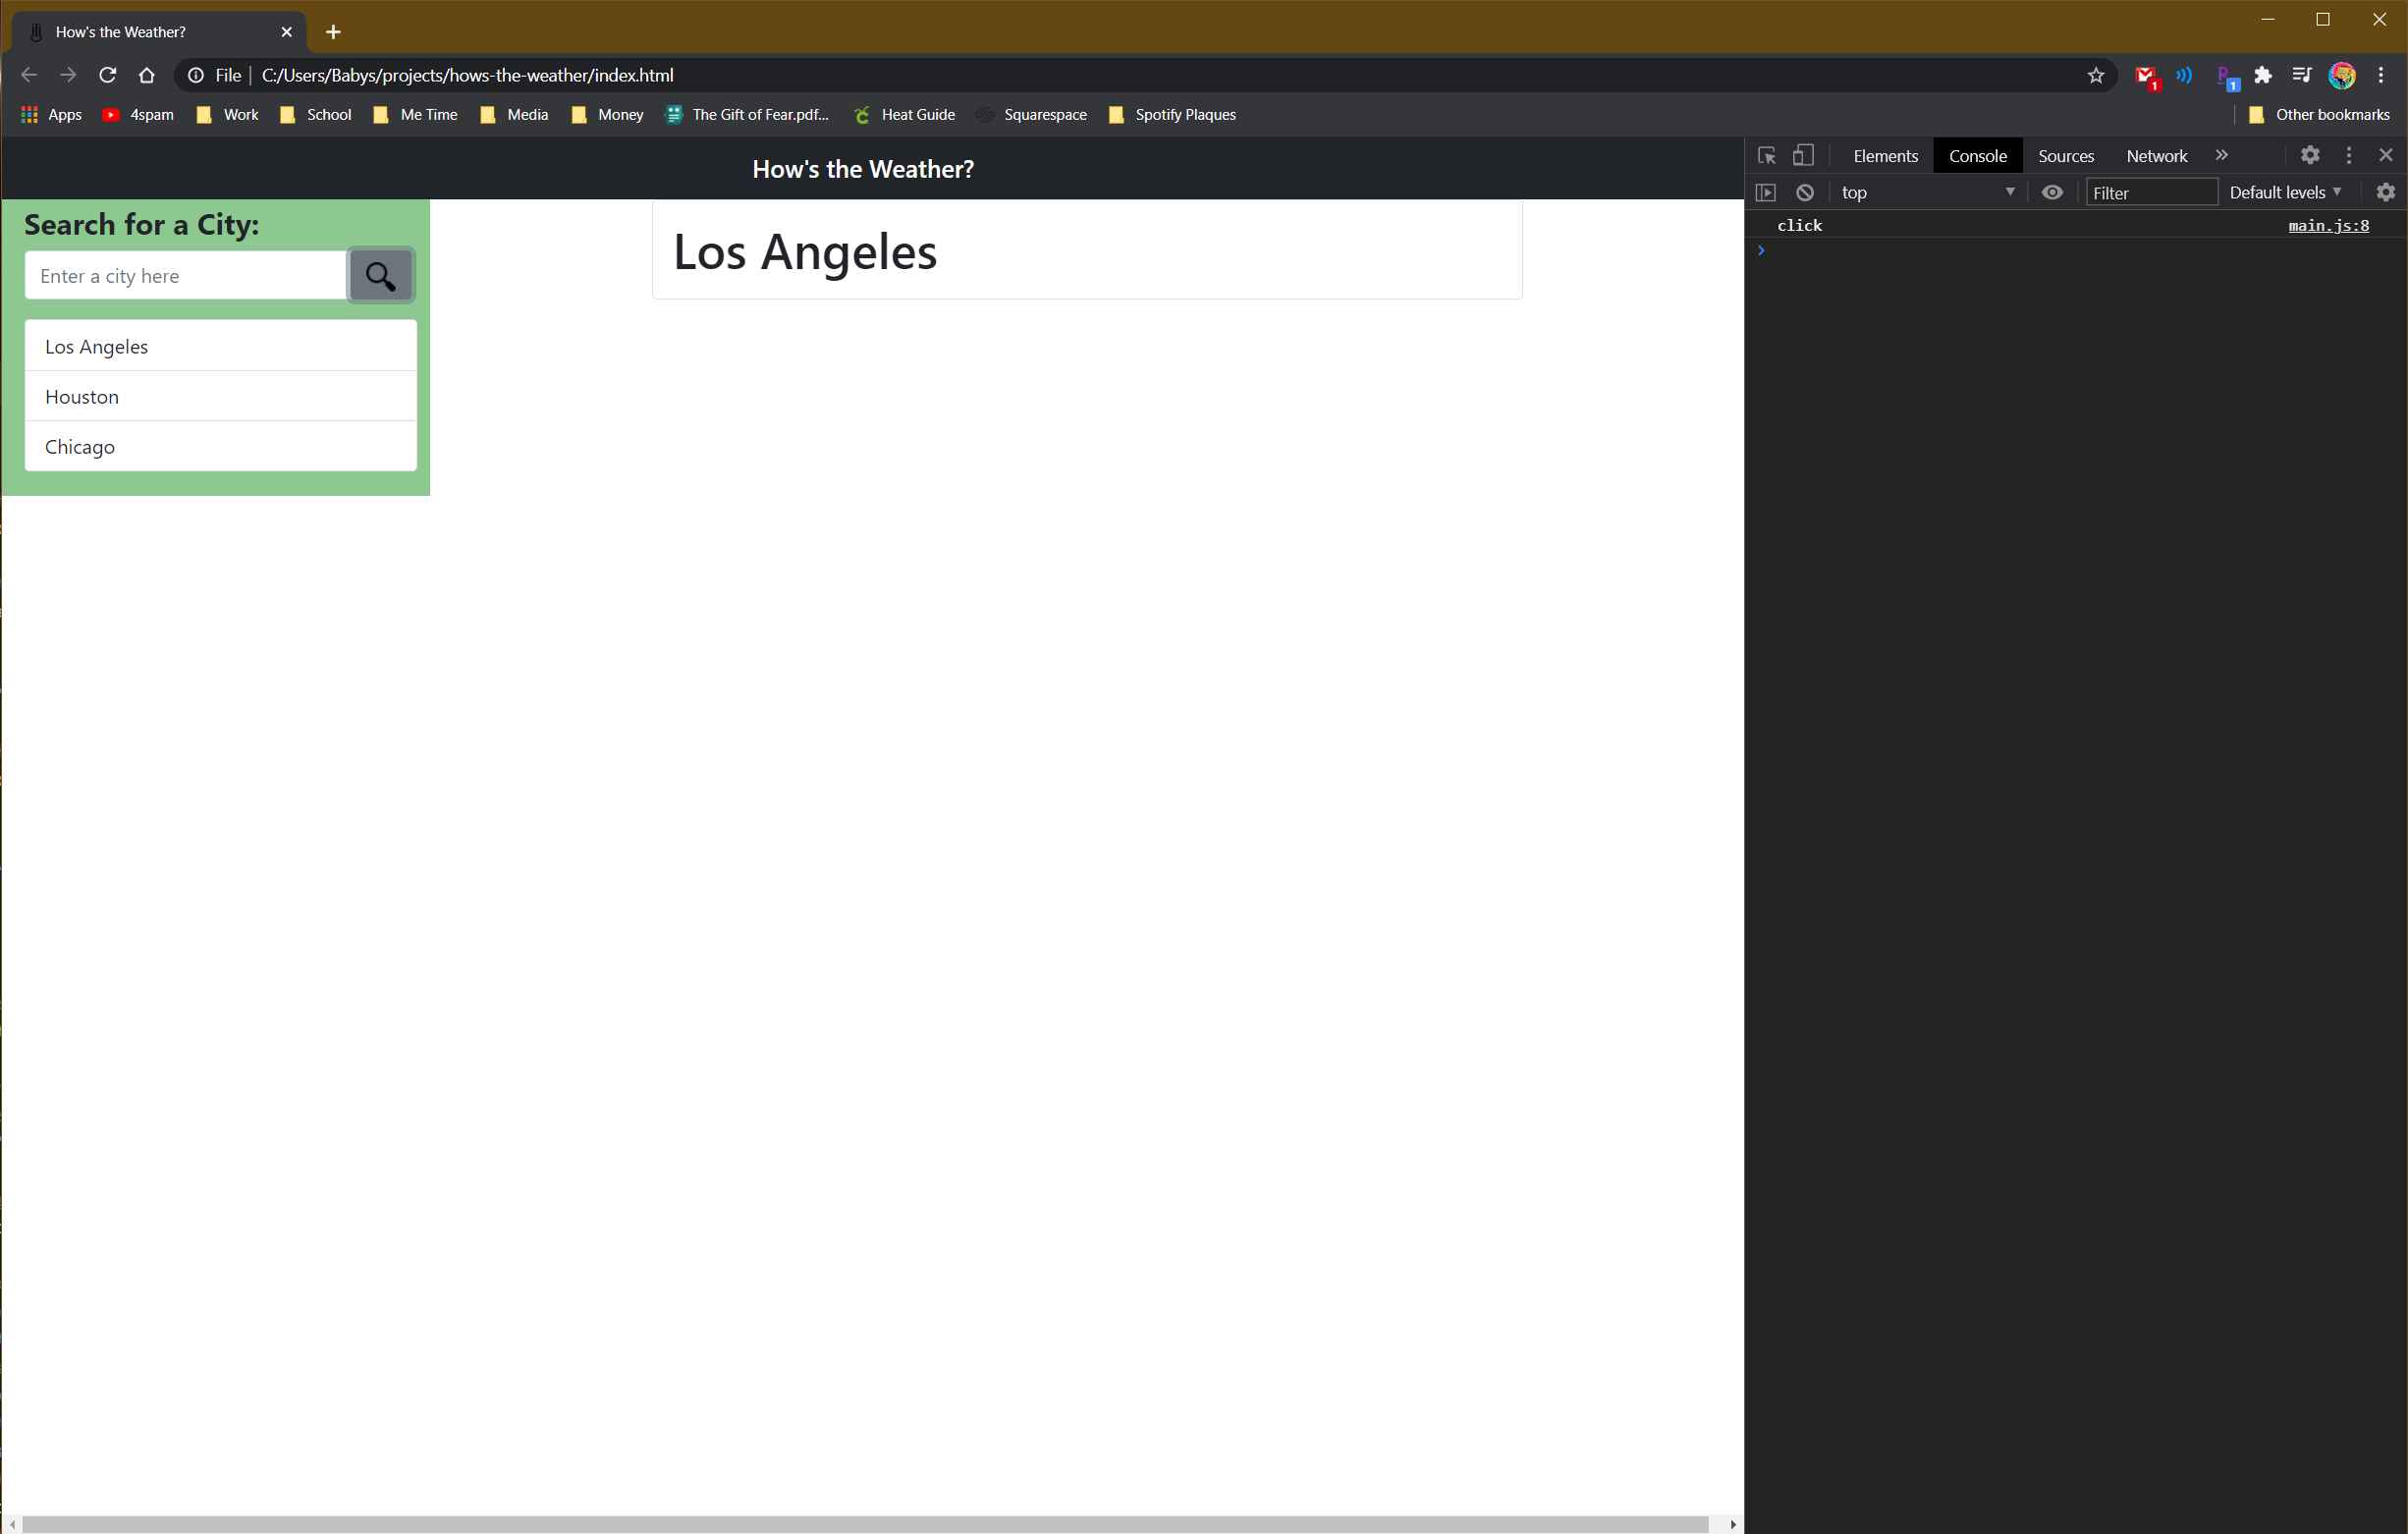 How's the Weather?
File | C:/Users/Babys/projects/hows-the-weather/index.html
1 1
Apps 4spam Work School Me Time Media Money The Gift of Fear.pdf... Heat Guide Squarespace Spotify Plaques Other bookmarks
How's the Weather?
Search for a City:
Enter a city here
Los Angeles
Houston
Chicago
Los Angeles
Elements Console Sources Network »
top Filter Default levels
click main.js:8